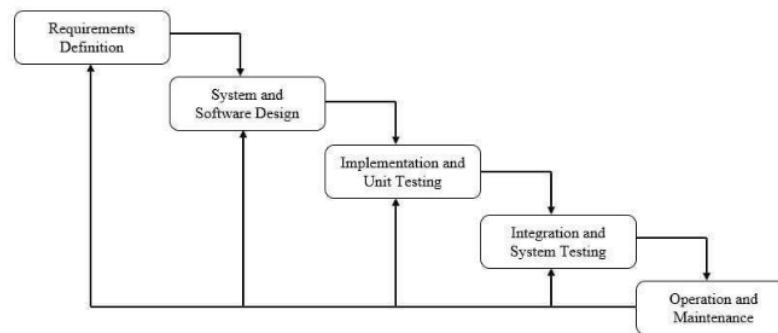 Requirements
Definition
System and
Software Design
Implementation and
Unit Testing
Integration and
System Testing
Operation and
Maintenance